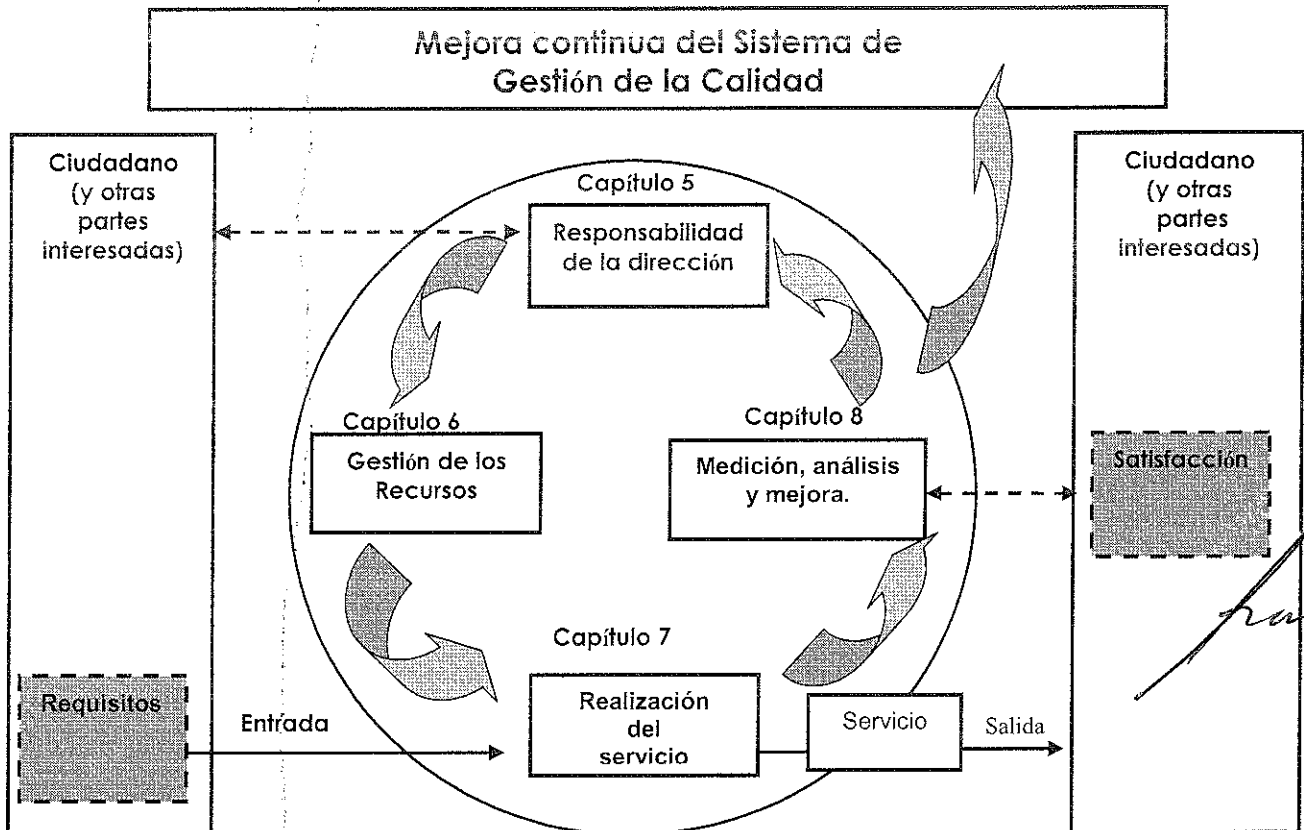 Mejora continua del Sistema de
Gestión de la Calidad
Ciudadano
(y otras
partes
interesadas)
Capítulo 5
Responsabilidad
de la dirección
Ciudadano
(y otras
partes
interesadas)
Capítulo 6
Gestión de los
Recursos
Capítulo 8
Medición, análisis
y mejora.
Satisfacción
Capítulo 7
Requisitos
Entrada
Realización
del
servicio
Servicio
Salida